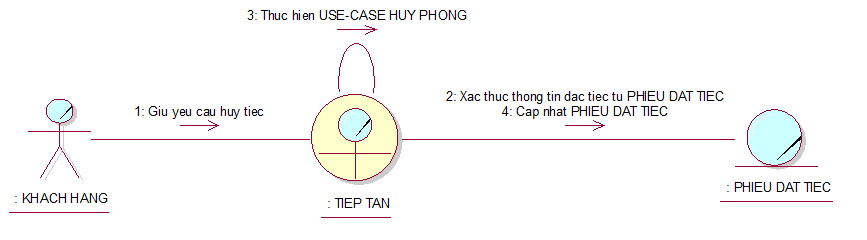 3: Thuc hien USE-CASE HUY PHONG
1: Giu yeu cau huy tiec
2: Xac thuc thong tin dac tiec tu PHIEU DAT TIEC
4: Cap nhat PHIEU DAT TIEC
: KHACH HANG
: TIEP TAN
: PHIEU DAT TIEC